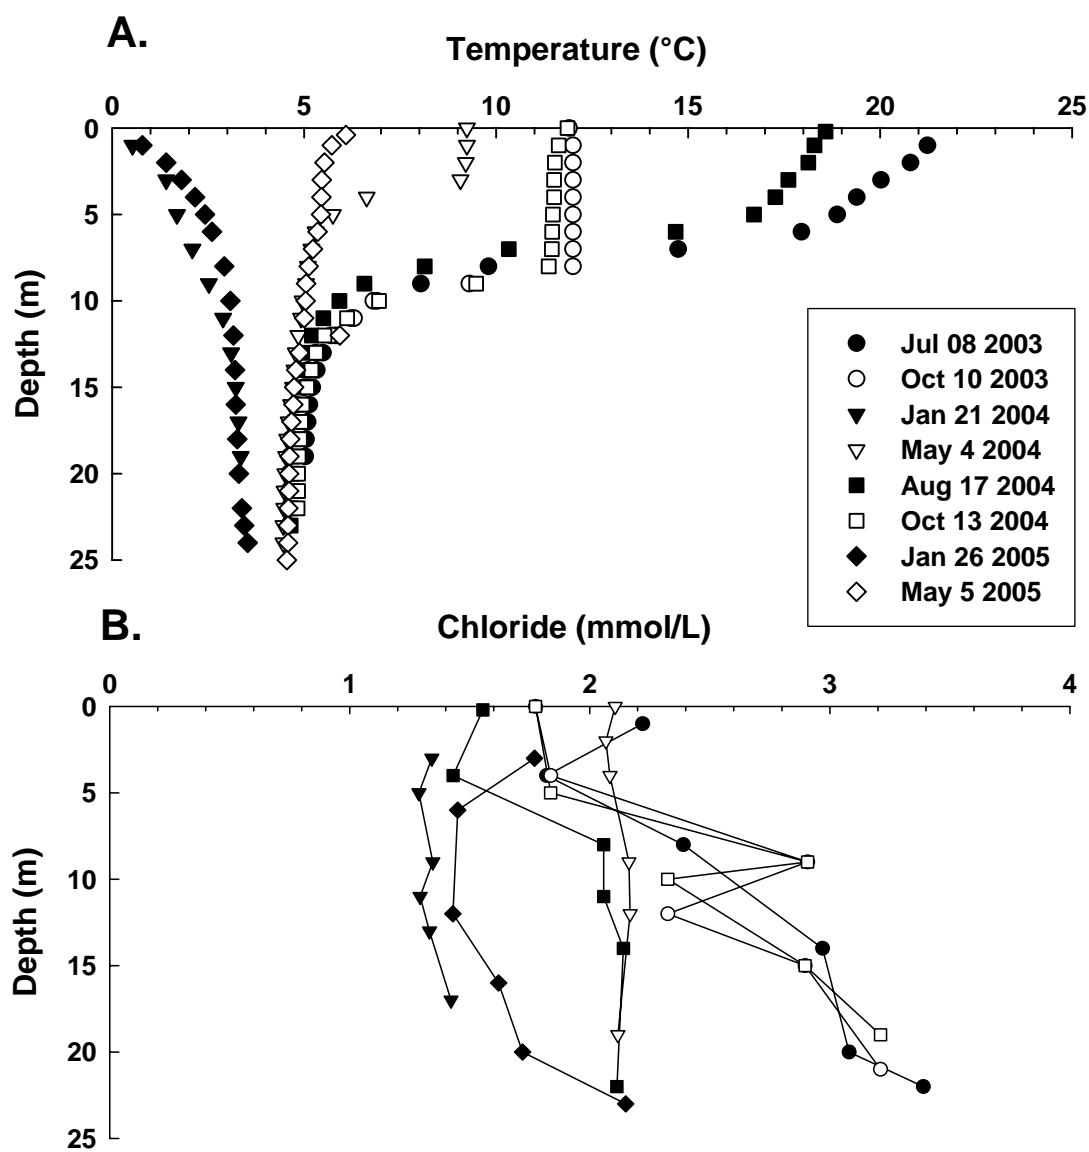 A.
Temperature (°C)
0 5 10 15 20 25
0
5
10
15
20
25
Depth (m)
Jul 08 2003
Oct 10 2003
Jan 21 2004
May 4 2004
Aug 17 2004
Oct 13 2004
Jan 26 2005
May 5 2005
B.
Chloride (mmol/L)
0 1 2 3 4
0
5
10
15
20
25
Depth (m)